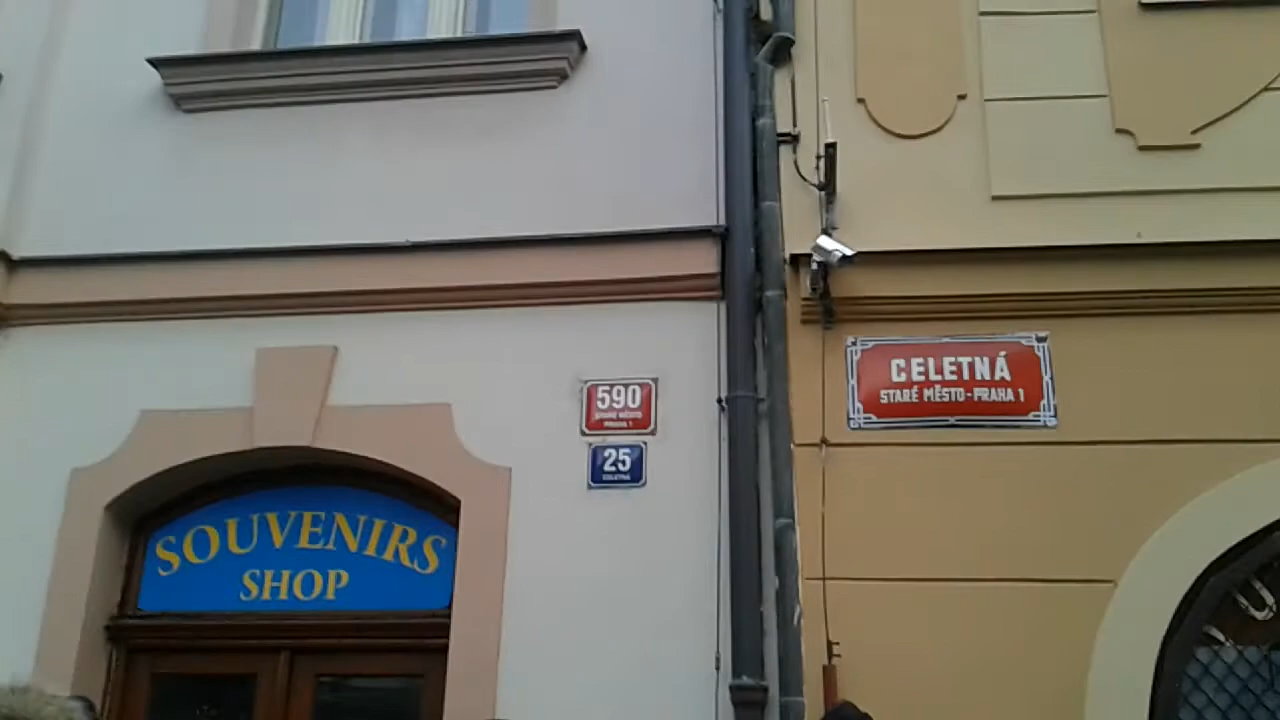 SOUVENIRS
SHOP
590
STARÉ MĚSTO
PRAHA 1
25
CELETNÁ
CELETNÁ
STARÉ MĚSTO-PRAHA 1